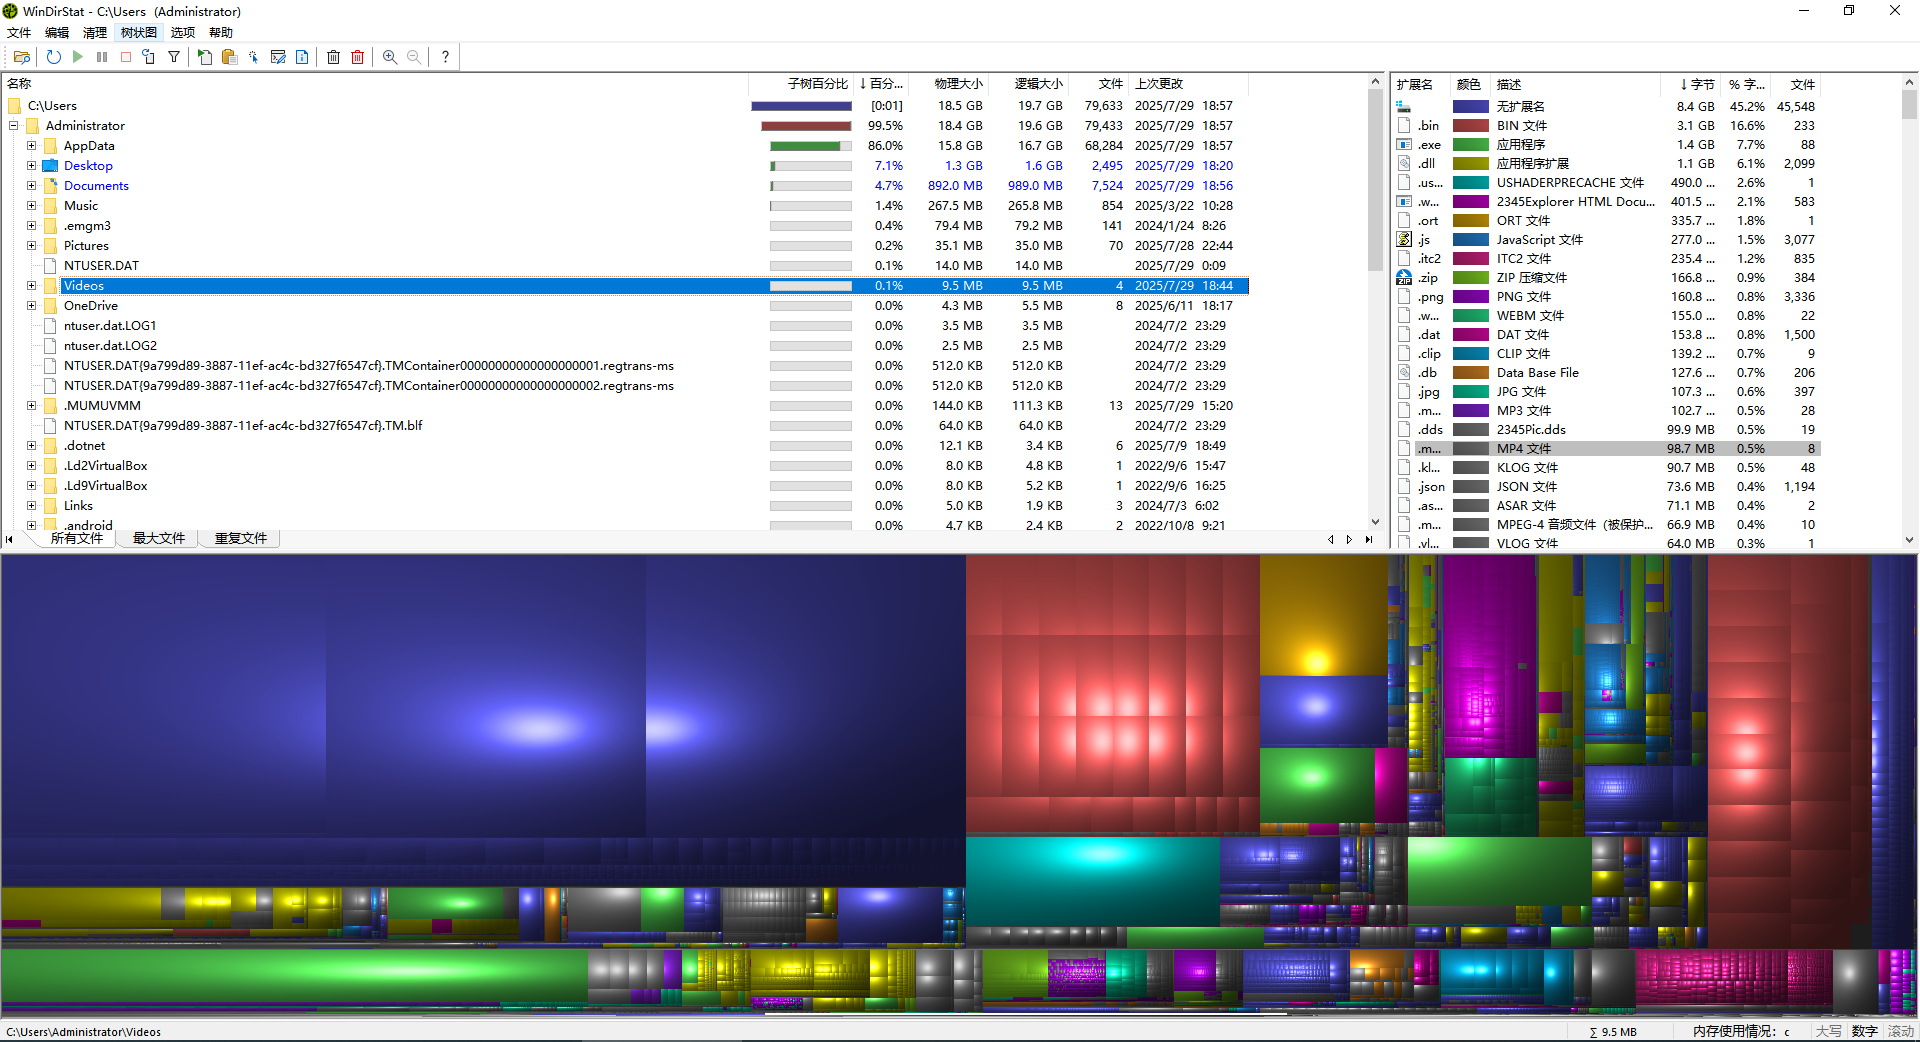 WinDirStat - C:\Users (Administrator)
文件 编辑 清理 树状图 选项 帮助
名称 子树百分比 ↓ 百分... 物理大小 逻辑大小 文件 上次更改
C:\Users [0:01] 18.5 GB 19.7 GB 79,633 2025/7/29 18:57
Administrator 99.5% 18.4 GB 19.6 GB 79,433 2025/7/29 18:57
AppData 86.0% 15.8 GB 16.7 GB 68,284 2025/7/29 18:57
Desktop 7.1% 1.3 GB 1.6 GB 2,495 2025/7/29 18:20
Documents 4.7% 892.0 MB 989.0 MB 7,524 2025/7/29 18:56
Music 1.4% 267.5 MB 265.8 MB 854 2025/3/22 10:28
.emgm3 0.4% 79.4 MB 79.2 MB 141 2024/1/24 8:26
Pictures 0.2% 35.1 MB 35.0 MB 70 2025/7/28 22:44
NTUSER.DAT 0.1% 14.0 MB 14.0 MB 2025/7/29 0:09
Videos 0.1% 9.5 MB 9.5 MB 4 2025/7/29 18:44
OneDrive 0.0% 4.3 MB 5.5 MB 8 2025/6/11 18:17
ntuser.dat.LOG1 0.0% 3.5 MB 3.5 MB 2024/7/2 23:29
ntuser.dat.LOG2 0.0% 2.5 MB 2.5 MB 2024/7/2 23:29
NTUSER.DAT{9a799d89-3887-11ef-ac4c-bd327f6547cf}.TMContainer00000000000000000001.regtrans-ms 0.0% 512.0 KB 512.0 KB 2024/7/2 23:29
NTUSER.DAT{9a799d89-3887-11ef-ac4c-bd327f6547cf}.TMContainer00000000000000000002.regtrans-ms 0.0% 512.0 KB 512.0 KB 2024/7/2 23:29
.MUMUVMM 0.0% 144.0 KB 111.3 KB 13 2025/7/29 15:20
NTUSER.DAT{9a799d89-3887-11ef-ac4c-bd327f6547cf}.TM.blf 0.0% 64.0 KB 64.0 KB 2024/7/2 23:29
.dotnet 0.0% 12.1 KB 3.4 KB 6 2025/7/9 18:49
.Ld2VirtualBox 0.0% 8.0 KB 4.8 KB 1 2022/9/6 15:47
.Ld9VirtualBox 0.0% 8.0 KB 5.2 KB 1 2022/9/6 16:25
Links 0.0% 5.0 KB 1.9 KB 3 2024/7/3 6:02
.android 0.0% 4.7 KB 2.4 KB 2 2022/10/8 9:21
所有文件 最大文件 重复文件
扩展名 颜色 描述 ↓ 字节 % 字... 文件
无扩展名 8.4 GB 45.2% 45,548
.bin BIN 文件 3.1 GB 16.6% 233
.exe 应用程序 1.4 GB 7.7% 88
.dll 应用程序扩展 1.1 GB 6.1% 2,099
.us... USHADERPRECACHE 文件 490.0 ... 2.6% 1
.w... 2345Explorer HTML Docu... 401.5 ... 2.1% 583
.ort ORT 文件 335.7 ... 1.8% 1
.js JavaScript 文件 277.0 ... 1.5% 3,077
.itc2 ITC2 文件 235.4 ... 1.2% 835
.zip ZIP 压缩文件 166.8 ... 0.9% 384
.png PNG 文件 160.8 ... 0.8% 3,336
.w... WEBM 文件 155.0 ... 0.8% 22
.dat DAT 文件 153.8 ... 0.8% 1,500
.clip CLIP 文件 139.2 ... 0.7% 9
.db Data Base File 127.6 ... 0.7% 206
.jpg JPG 文件 107.3 ... 0.6% 397
.m... MP3 文件 102.7 ... 0.5% 28
.dds 2345Pic.dds 99.9 MB 0.5% 19
.m... MP4 文件 98.7 MB 0.5% 8
.kl... KLOG 文件 90.7 MB 0.5% 48
.json JSON 文件 73.6 MB 0.4% 1,194
.as... ASAR 文件 71.1 MB 0.4% 2
.m... MPEG-4 音频文件（被保护... 66.9 MB 0.4% 10
.vl... VLOG 文件 64.0 MB 0.3% 1
C:\Users\Administrator\Videos ∑ 9.5 MB 内存使用情况: c 大写 数字 滚动